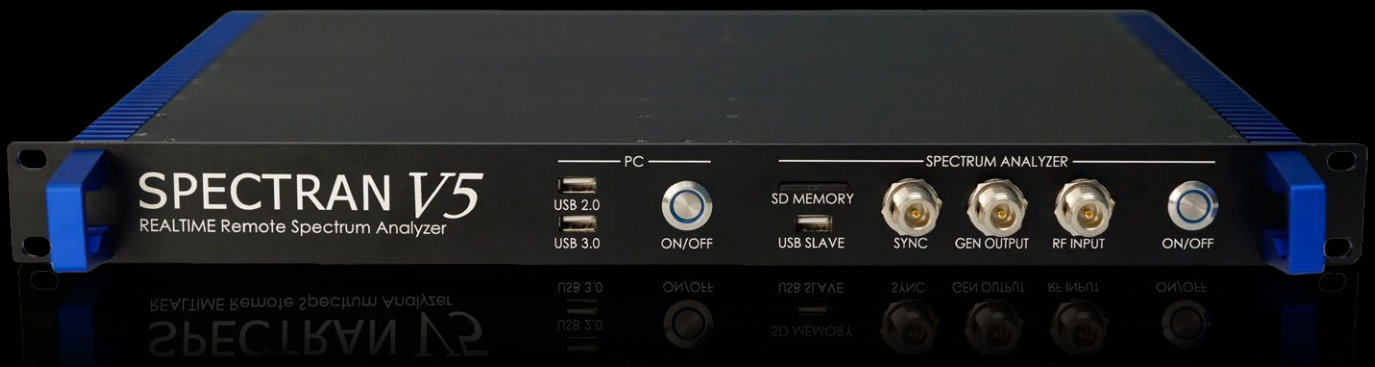 SPECTRAN V5
REALTIME Remote Spectrum Analyzer
PC
USB 2.0
USB 3.0
ON/OFF
SPECTRUM ANALYZER
SD MEMORY
USB SLAVE
SYNC
GEN OUTPUT
RF INPUT
ON/OFF